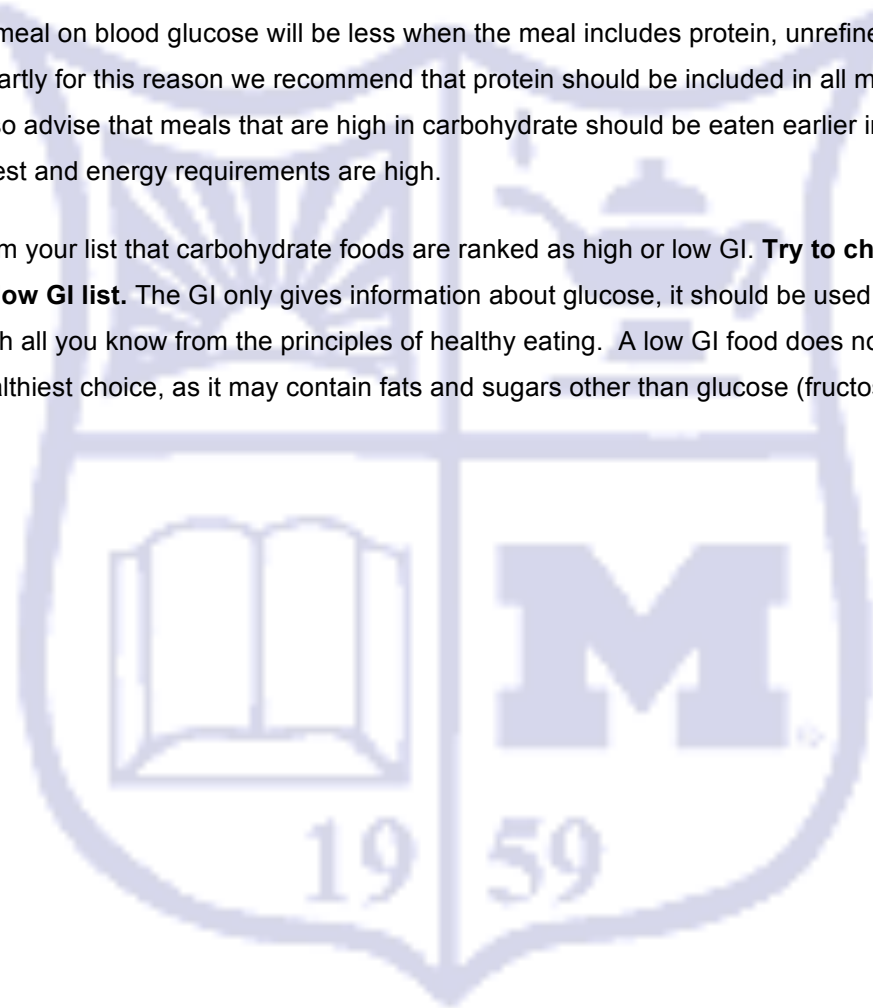 meal on blood glucose will be less when the meal includes protein, unrefine
artly for this reason we recommend that protein should be included in all m
so advise that meals that are high in carbohydrate should be eaten earlier i
est and energy requirements are high.
m your list that carbohydrate foods are ranked as high or low GI. Try to ch
ow GI list. The GI only gives information about glucose, it should be used
h all you know from the principles of healthy eating. A low GI food does no
althiest choice, as it may contain fats and sugars other than glucose (fructos
M
19 59